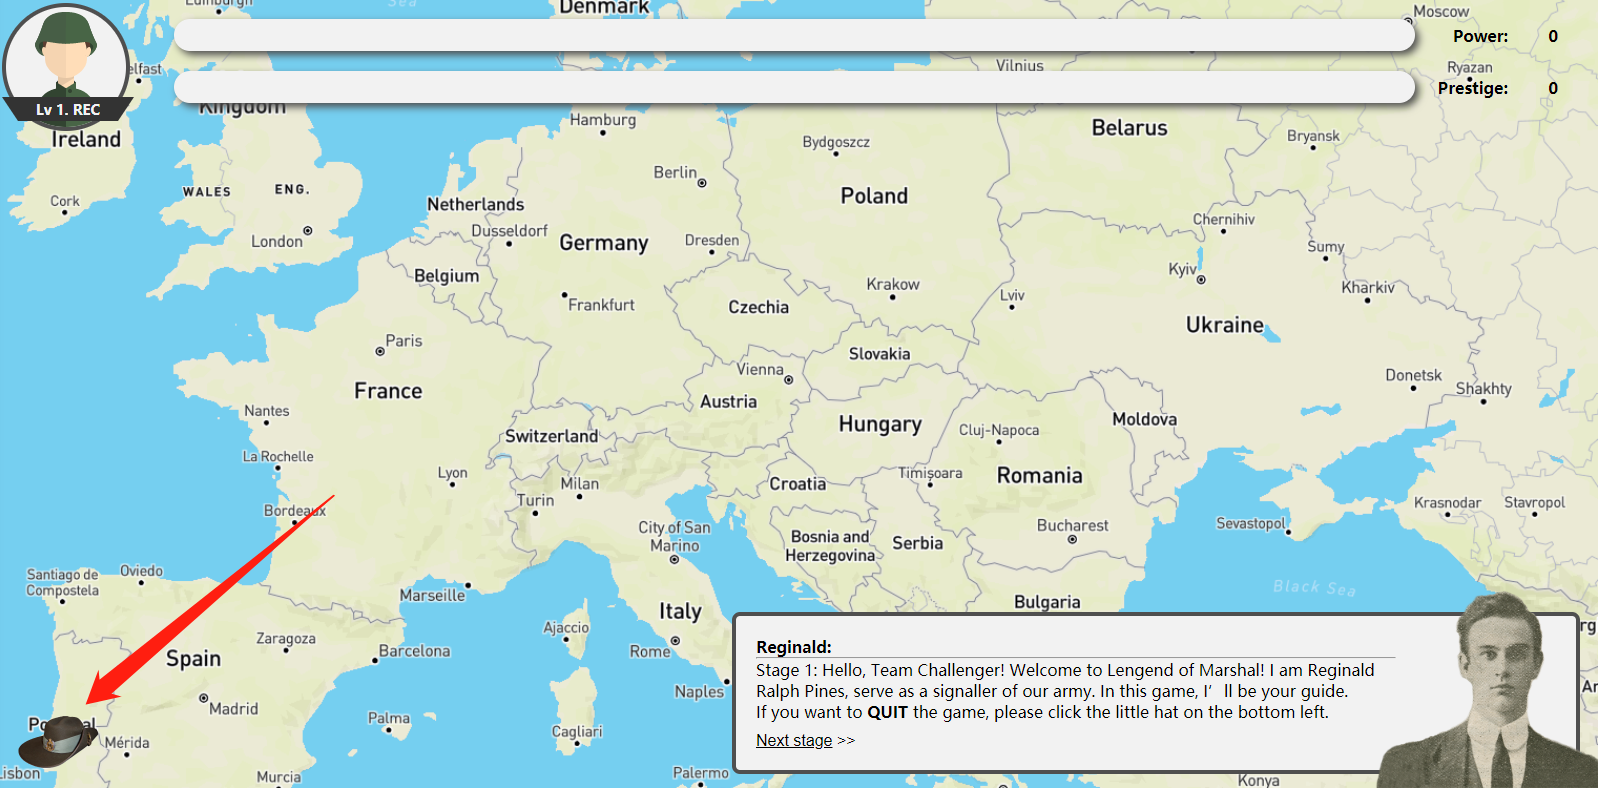 Edinburgh
Sea
Denmark
Moscow
Power: 0
Vilnius
Ryazan
elfast
Prestige: 0
Lv 1. REC
Kingdom
Ireland
Hamburg
Bydgoszcz
Belarus
Bryansk
Berlin
WALES
ENG.
Poland
Cork
Netherlands
Chernihiv
London
Dusseldorf
Germany
Dresden
Sumy
Belgium
Kyiv
Krakow
Kharkiv
Frankfurt
Czechia
Lviv
Ukraine
Paris
Slovakia
Vienna
Donetsk
France
Shakhty
Austria
Nantes
Moldova
Hungary
Cluj-Napoca
Switzerland
La Rochelle
Lyon
Timișoara
Romania
Milan
Croatia
Turin
Krasnodar
Stavropol
Bordeaux
City of San
Marino
Bucharest
Sevastopol
Bosnia and
Herzegovina
Serbia
Santiago de
Compostela
Oviedo
Black Sea
Marseille
Bulgaria
Italy
Ajaccio
Zaragoza
Barcelona
Rome
Spain
Naples
Madrid
Palma
Po
al
Cagliari
Mérida
Lisbon
Murcia
Palermo
Konya
rg
Ar
Reginald:
Stage 1: Hello, Team Challenger! Welcome to Lengend of Marshal! I am Reginald
Ralph Pines, serve as a signaller of our army. In this game, I’ll be your guide.
If you want to QUIT the game, please click the little hat on the bottom left.
Next stage >>